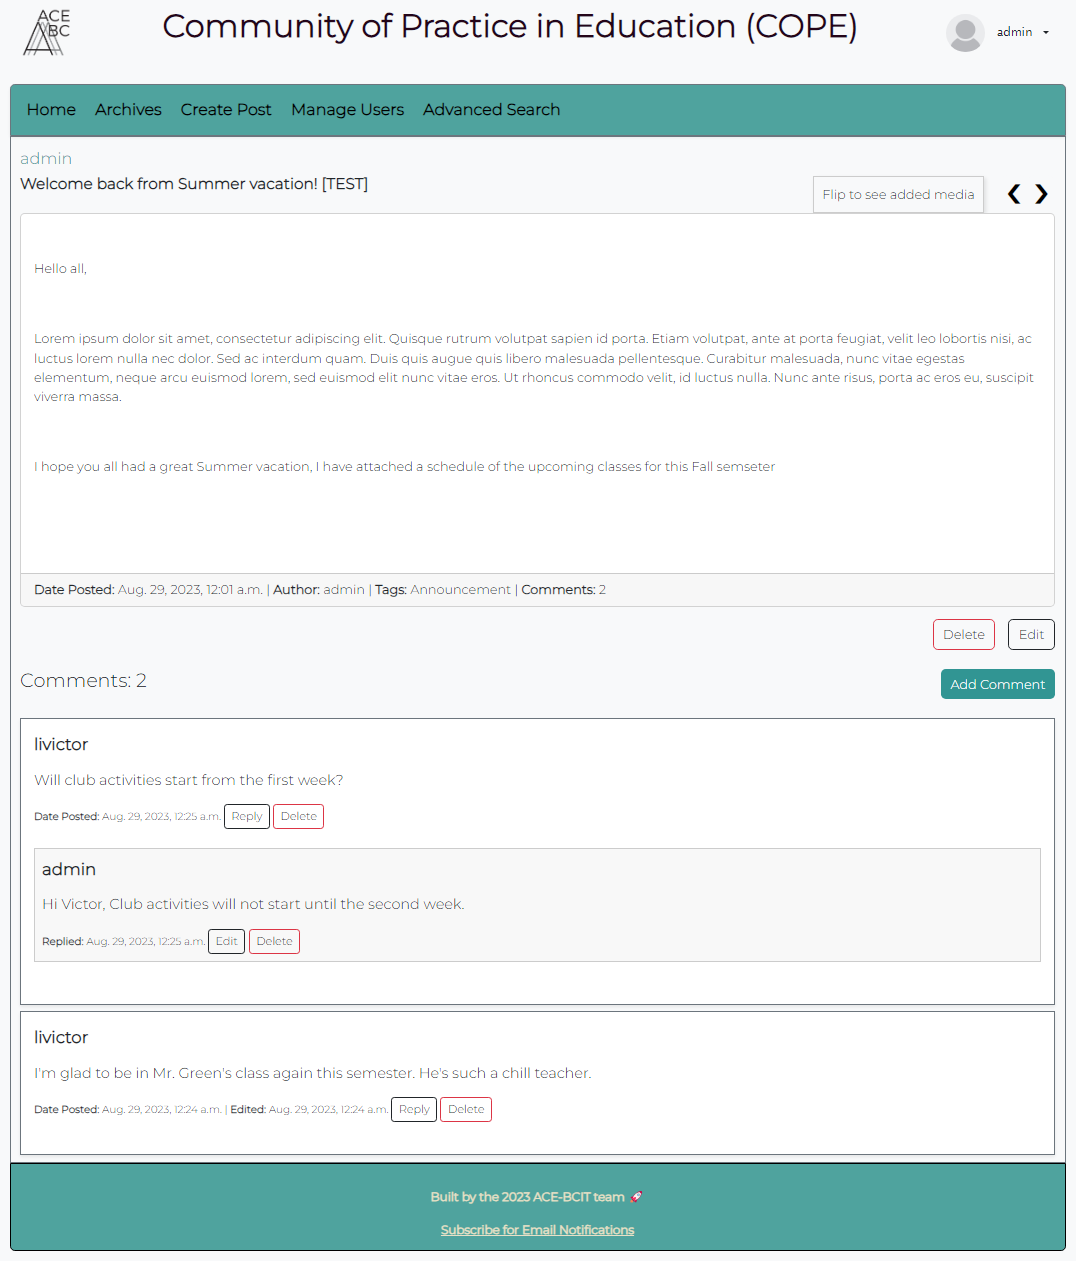 ACE
BC
Community of Practice in Education (COPE)
admin
Home Archives Create Post Manage Users Advanced Search
admin
Welcome back from Summer vacation! [TEST]
Flip to see added media ❮ ❯
Hello all,
Lorem ipsum dolor sit amet, consectetur adipiscing elit. Quisque rutrum volutpat sapien id porta. Etiam volutpat, ante at porta feugiat, velit leo lobortis nisi, ac
luctus lorem nulla nec dolor. Sed ac interdum quam. Duis quis augue quis libero malesuada pellentesque. Curabitur malesuada, nunc vitae egestas
elementum, neque arcu euismod lorem, sed euismod elit nunc vitae eros. Ut rhoncus commodo velit, id luctus nulla. Nunc ante risus, porta ac eros eu, suscipit
viverra massa.
I hope you all had a great Summer vacation, I have attached a schedule of the upcoming classes for this Fall semseter
Date Posted: Aug. 29, 2023, 12:01 a.m. | Author: admin | Tags: Announcement | Comments: 2
Delete Edit
Comments: 2
Add Comment
livictor
Will club activities start from the first week?
Date Posted: Aug. 29, 2023, 12:25 a.m. Reply Delete
admin
Hi Victor, Club activities will not start until the second week.
Replied: Aug. 29, 2023, 12:25 a.m. Edit Delete
livictor
I'm glad to be in Mr. Green's class again this semester. He's such a chill teacher.
Date Posted: Aug. 29, 2023, 12:24 a.m. | Edited: Aug. 29, 2023, 12:24 a.m. Reply Delete
Built by the 2023 ACE-BCIT team 🚀
Subscribe for Email Notifications